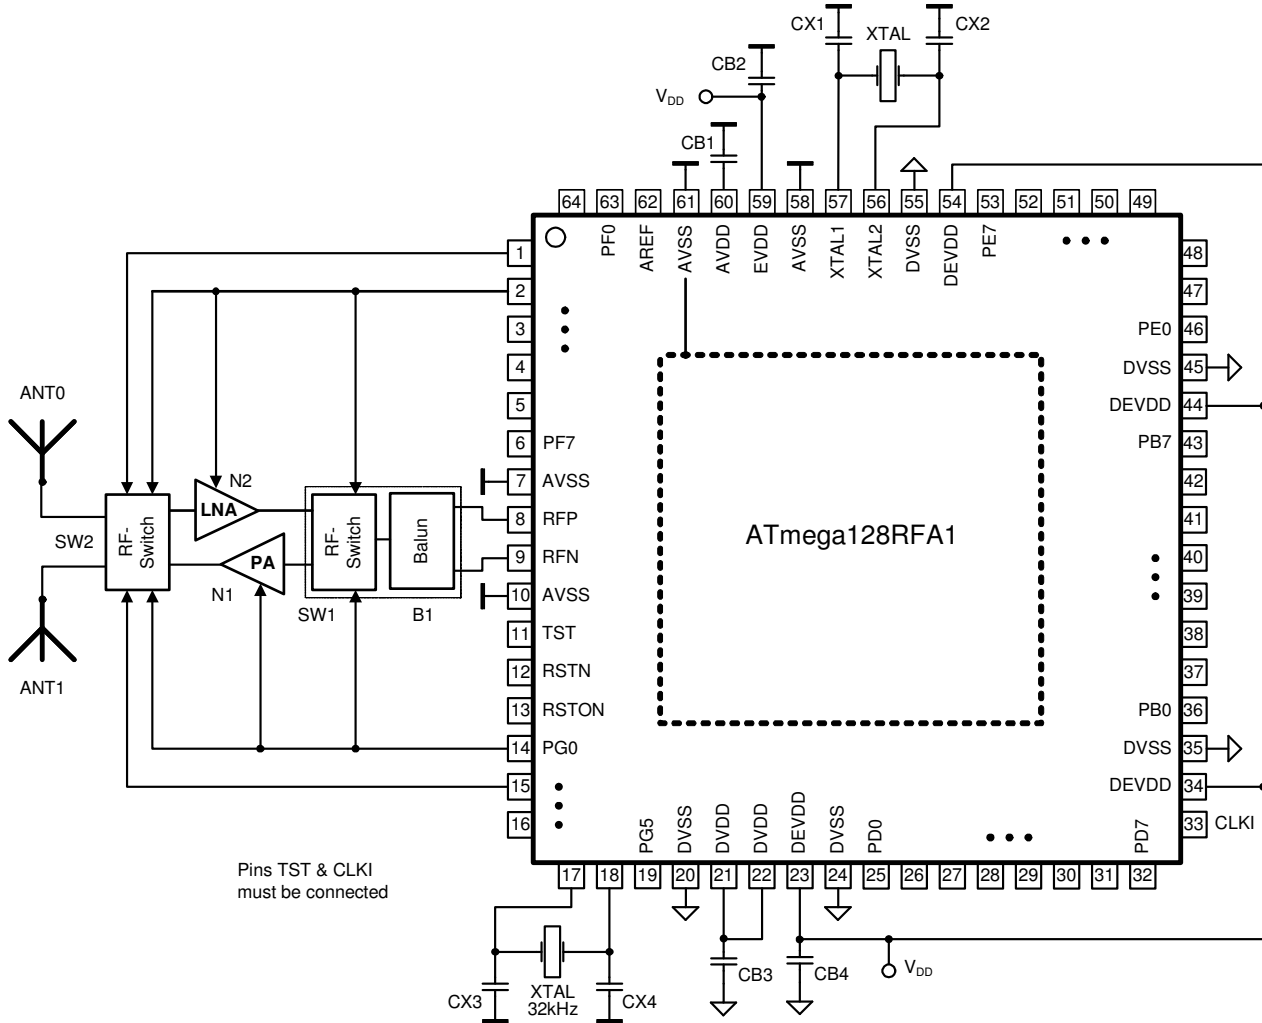 CX1
XTAL
CX2
CB2
VDD
CB1
64 63 62 61 60 59 58 57 56 55 54 53 52 51 50 49
PF0
AREF
AVSS
AVDD
EVDD
AVSS
XTAL1
XTAL2
DVSS
DEVDD
PE7
1
2
3
4
5
6 PF7
7 AVSS
8 RFP
9 RFN
10 AVSS
11 TST
12 RSTN
13 RSTON
14 PG0
15
16
48
47
PE0 46
DVSS 45
DEVDD 44
PB7 43
42
41
40
39
38
37
PB0 36
DVSS 35
DEVDD 34
33 CLKI
ANT0
ANT1
SW2
RF-
Switch
N2
LNA
PA
N1
RF-
Switch
SW1
Balun
B1
ATmega128RFA1
PG5
DVSS
DVDD
DVDD
DEVDD
DVSS
PD0
PD7
17 18 19 20 21 22 23 24 25 26 27 28 29 30 31 32
Pins TST & CLKI
must be connected
CX3
XTAL
32kHz
CX4
CB3
CB4
VDD